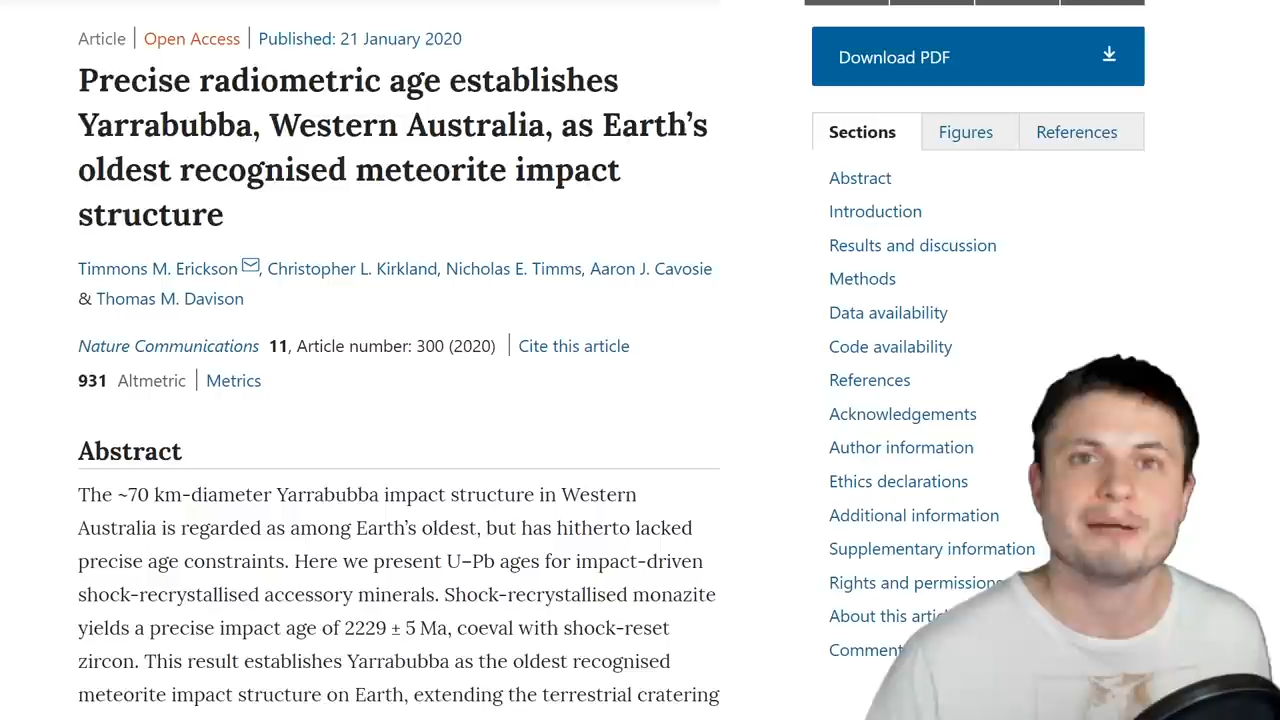 Article | Open Access | Published: 21 January 2020
Precise radiometric age establishes
Yarrabubba, Western Australia, as Earth’s
oldest recognised meteorite impact
structure
Timmons M. Erickson, Christopher L. Kirkland, Nicholas E. Timms, Aaron J. Cavosie
& Thomas M. Davison
Nature Communications 11, Article number: 300 (2020) | Cite this article
931 Altmetric | Metrics
Abstract
The ~70 km-diameter Yarrabubba impact structure in Western
Australia is regarded as among Earth’s oldest, but has hitherto lacked
precise age constraints. Here we present U–Pb ages for impact-driven
shock-recrystallised accessory minerals. Shock-recrystallised monazite
yields a precise impact age of 2229 ± 5 Ma, coeval with shock-reset
zircon. This result establishes Yarrabubba as the oldest recognised
meteorite impact structure on Earth, extending the terrestrial cratering
Download PDF
Sections
Figures
References
Abstract
Introduction
Results and discussion
Methods
Data availability
Code availability
References
Acknowledgements
Author information
Ethics declarations
Additional information
Supplementary information
Rights and permissions
About this artic
Comment